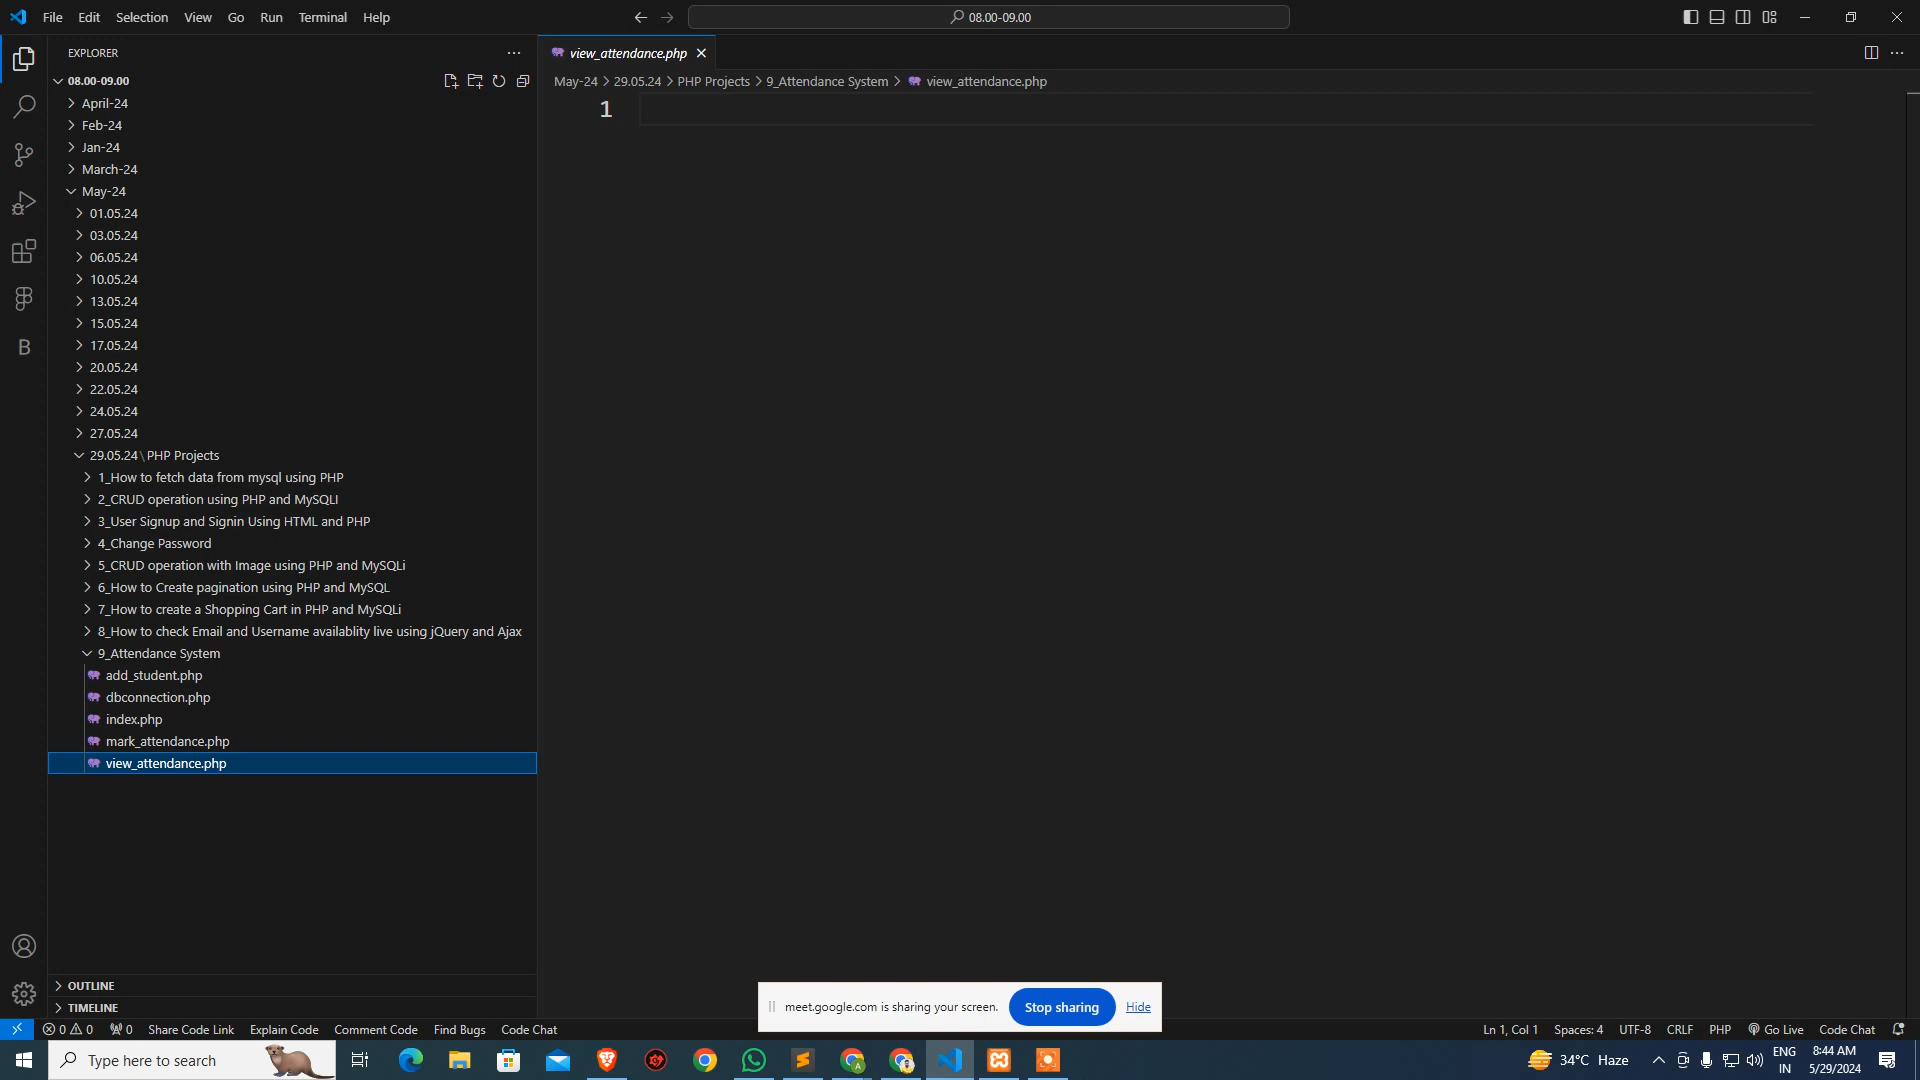 File Edit Selection View Go Run Terminal Help
08.00-09.00
EXPLORER
08.00-09.00
April-24
Feb-24
Jan-24
March-24
May-24
01.05.24
03.05.24
06.05.24
10.05.24
13.05.24
15.05.24
17.05.24
20.05.24
22.05.24
24.05.24
27.05.24
29.05.24\PHP Projects
1_How to fetch data from mysql using PHP
2_CRUD operation using PHP and MySQLI
3_User Signup and Signin Using HTML and PHP
4_Change Password
5_CRUD operation with Image using PHP and MySQLi
6_How to Create pagination using PHP and MySQL
7_How to create a Shopping Cart in PHP and MySQLi
8_How to check Email and Username availablity live using jQuery and Ajax
9_Attendance System
add_student.php
dbconnection.php
index.php
mark_attendance.php
view_attendance.php
OUTLINE
TIMELINE
view_attendance.php
May-24 > 29.05.24 > PHP Projects > 9_Attendance System > view_attendance.php
1
meet.google.com is sharing your screen. Stop sharing Hide
0 0 0 Share Code Link Explain Code Comment Code Find Bugs Code Chat Ln 1, Col 1 Spaces: 4 UTF-8 CRLF PHP Go Live Code Chat
Type here to search
34°C Haze
ENG
IN
8:44 AM
5/29/2024